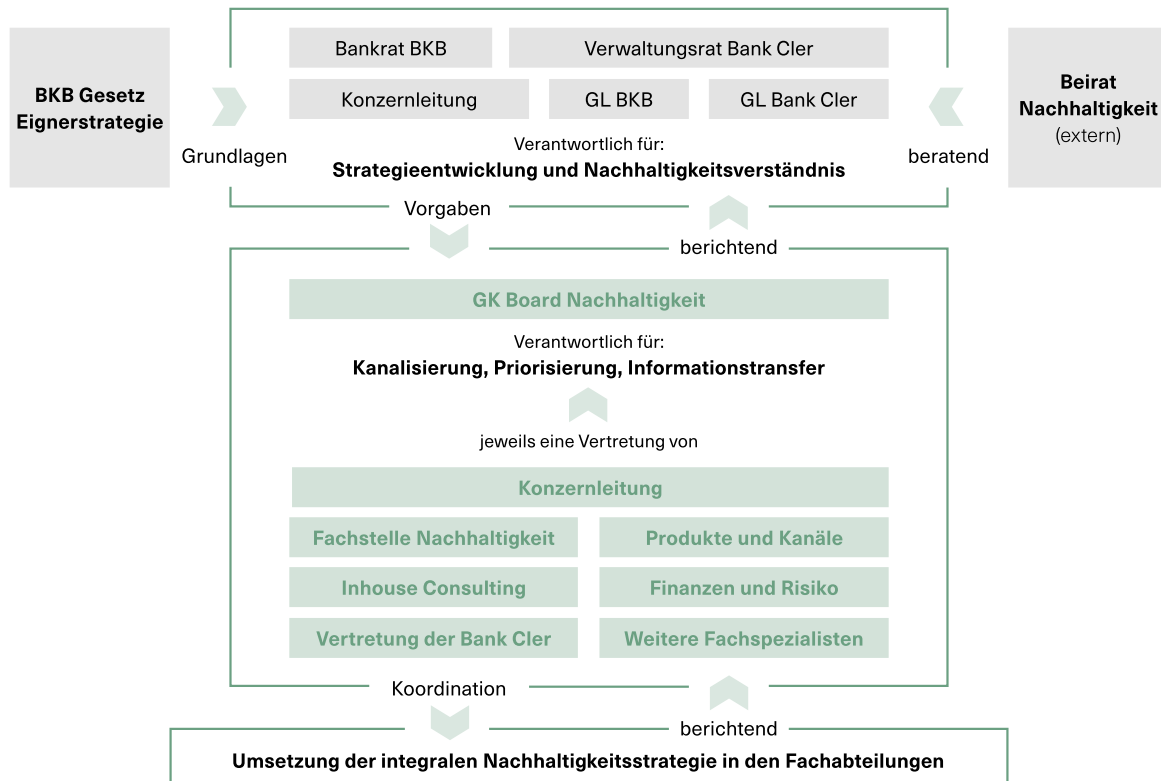 BKB Gesetz
Eignerstrategie
Grundlagen
Bankrat BKB
Verwaltungsrat Bank Cler
Konzernleitung
GL BKB
GL Bank Cler
Verantwortlich für:
Strategieentwicklung und Nachhaltigkeitsverständnis
Beirat
Nachhaltigkeit
(extern)
beratend
Vorgaben
berichtend
GK Board Nachhaltigkeit
Verantwortlich für:
Kanalisierung, Priorisierung, Informationstransfer
jeweils eine Vertretung von
Konzernleitung
Fachstelle Nachhaltigkeit
Produkte und Kanäle
Inhouse Consulting
Finanzen und Risiko
Vertretung der Bank Cler
Weitere Fachspezialisten
Koordination
berichtend
Umsetzung der integralen Nachhaltigkeitsstrategie in den Fachabteilungen